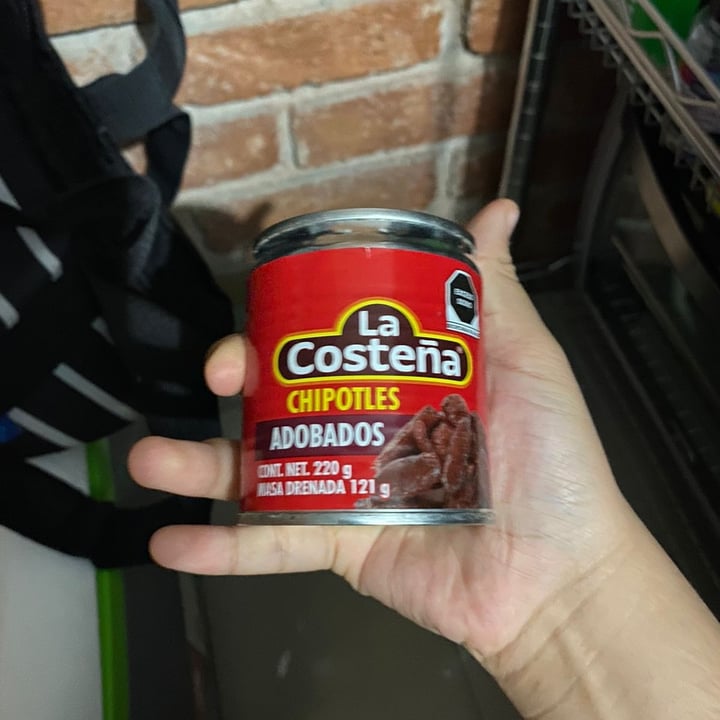 La
Costeña
CHIPOTLES
ADOBADOS
CONT. NET. 220 g
MASA DRENADA 121 g